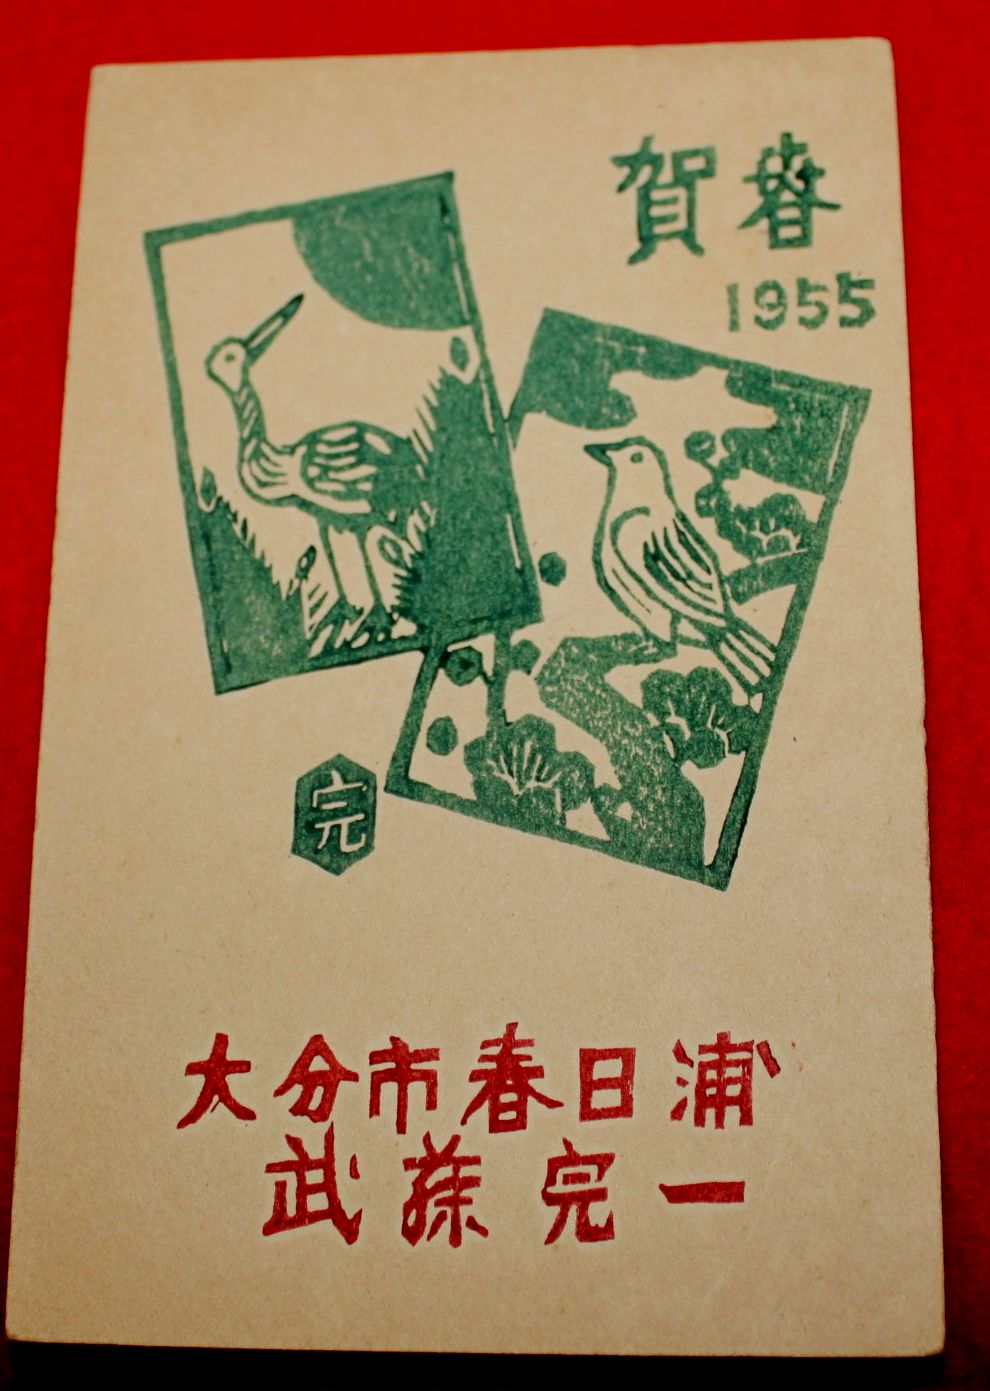 賀春
1955
完
大分市春日浦
武藤完一